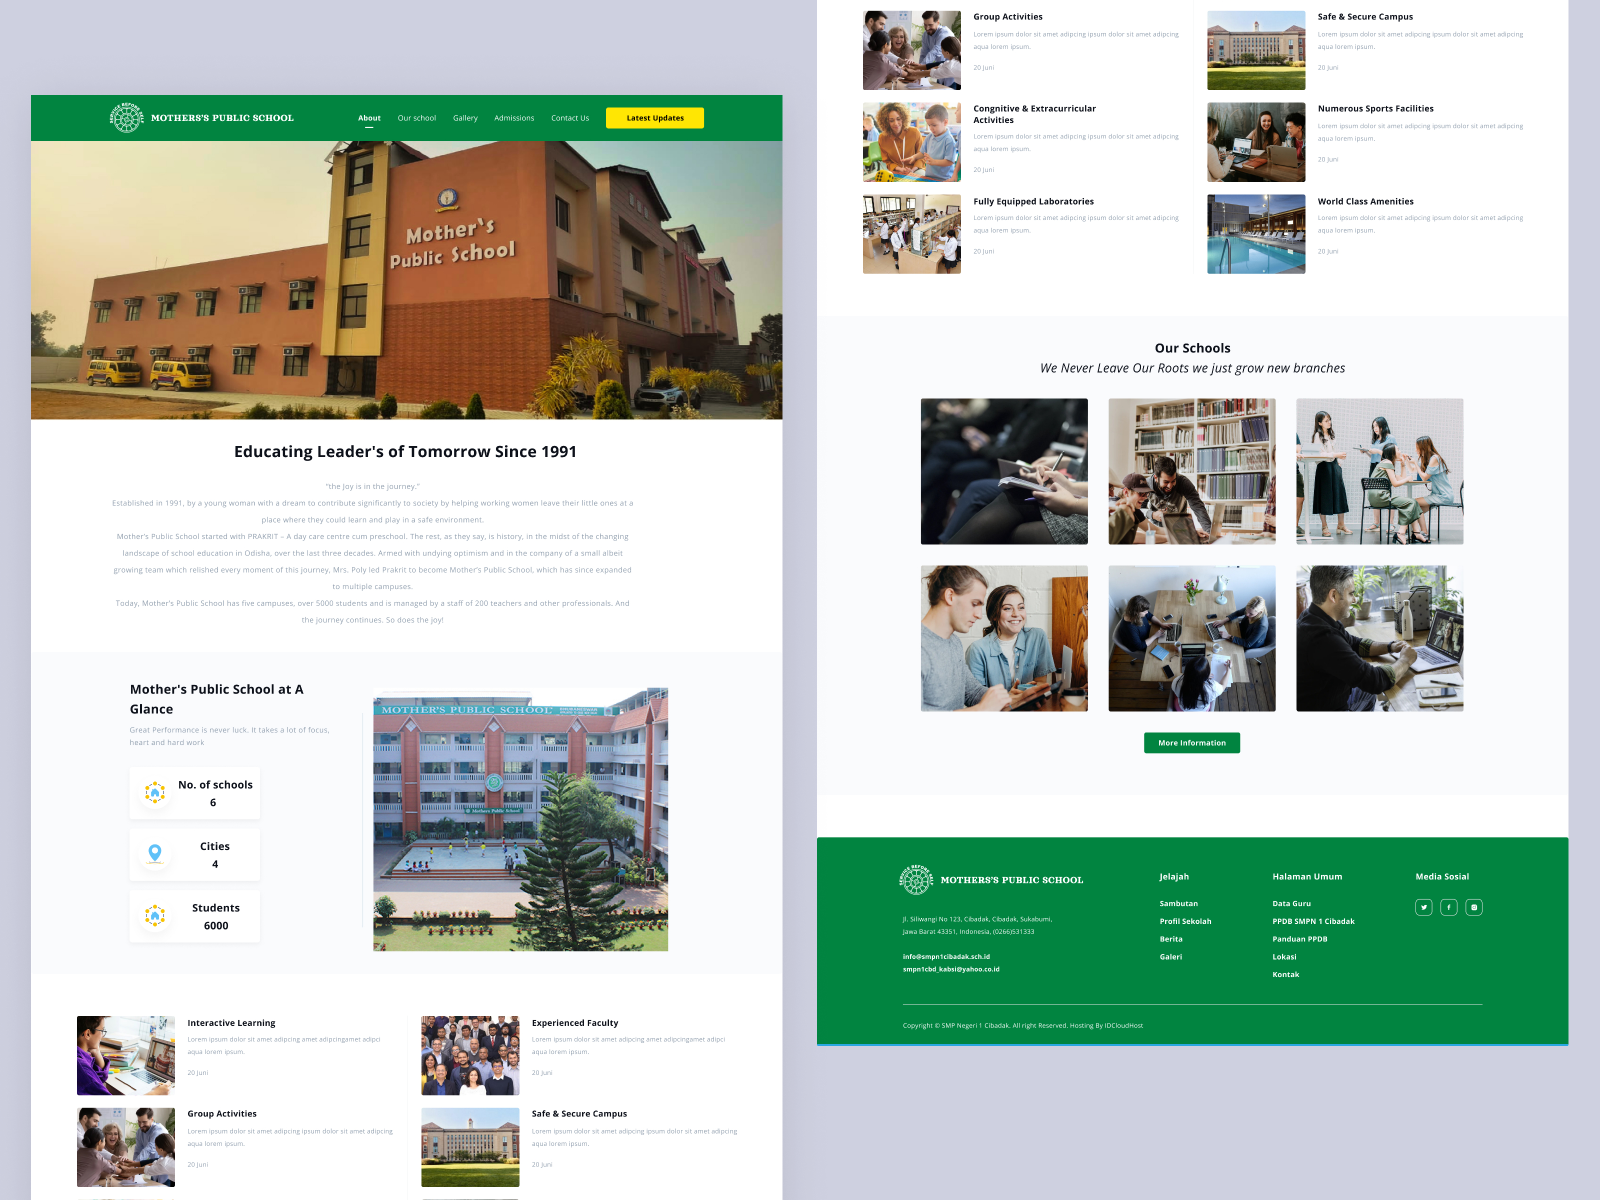 SERVICE BEFORE SELF
MOTHERS'S PUBLIC SCHOOL
About
Our school
Gallery
Admissions
Contact Us
Latest Updates
Mother's
Public School
Educating Leader's of Tomorrow Since 1991
"the Joy is in the journey."
Established in 1991, by a young woman with a dream to contribute significantly to society by helping working women leave their little ones at a
place where they could learn and play in a safe environment.
Mother's Public School started with PRAKRIT – A day care centre cum preschool. The rest, as they say, is history, in the midst of the changing
landscape of school education in Odisha, over the last three decades. Armed with undying optimism and in the company of a small albeit
growing team which relished every moment of this journey, Mrs. Poly led Prakrit to become Mother's Public School, which has since expanded
to multiple campuses.
Today, Mother's Public School has five campuses, over 5000 students and is managed by a staff of 200 teachers and other professionals. And
the journey continues. So does the Joy!
Mother's Public School at A
Glance
Great Performance is never luck. it takes a lot of focus,
heart and hard work
No. of schools
6
Cities
4
Students
6000
MOTHER'S PUBLIC SCHOOL
Mother's Public School
Interactive Learning
Lorem ipsum dolor sit amet adipcing amet adipcingamet adipci
aqua lorem ipsum.
20 Juni
Experienced Faculty
Lorem ipsum dolor sit amet adipcing amet adipongamet adpci
aqua lorem ipsum.
20 Juni
Group Activities
Lorem ipsum dolor sit amet adipcing ipsum dolor sit amet adipcing
aqua lorem ipsum.
20 Juni
Safe & Secure Campus
Lorem ipsum dolor sit amet adipcing ipsum dolor sit amet adipcing
aqua lorem ipsum.
20 Juni
Group Activities
Lorem ipsum dolor sit amet adipcing ipsum dolor sit amet adipcing
aqua lorem ipsum.
20 Juni
Safe & Secure Campus
Lorem ipsum dolor sit amet adipcing ipsum dolor sit amet adipcing
aqua lorem ipsum.
20 Juni
Congnitive & Extracurricular
Activities
Lorem ipsum dolor sit amet adipcing ipsum dolor sit amet adipcing
aqua lorem ipsum.
20 Juni
Numerous Sports Facilities
Lorem ipsum dolor sit amet adipcing ipsum dolor sit amet adipcing
aqua lorem ipsum.
20 Juni
Fully Equipped Laboratories
Lorem ipsum dolor sit amet adipcing ipsum dolor sit amet adipcing
aqua lorem ipsum.
20 Juni
World Class Amenities
Lorem ipsum dolor sit amet adipcing ipsum dolor sit amet adipcing
aqua lorem ipsum.
20 Juni
Our Schools
We Never Leave Our Roots we just grow new branches
More Information
SERVICE BEFORE SELF
MOTHERS'S PUBLIC SCHOOL
Jl. Siliwangi No 123, Cibadak, Cibadak, Sukabumi,
Jawa Barat 43351, Indonesia, (0266)531333
info@smpn1cibadak.sch.id
smpn1cbd_kabsi@yahoo.co.id
Jelajah
Sambutan
Profil Sekolah
Berita
Galeri
Halaman Umum
Data Guru
PPDB SMPN 1 Cibadak
Panduan PPDB
Lokasi
Kontak
Media Sosial
Copyright © SMP Negeri 1 Cibadak. All right Reserved. Hosting By IDCloudHost